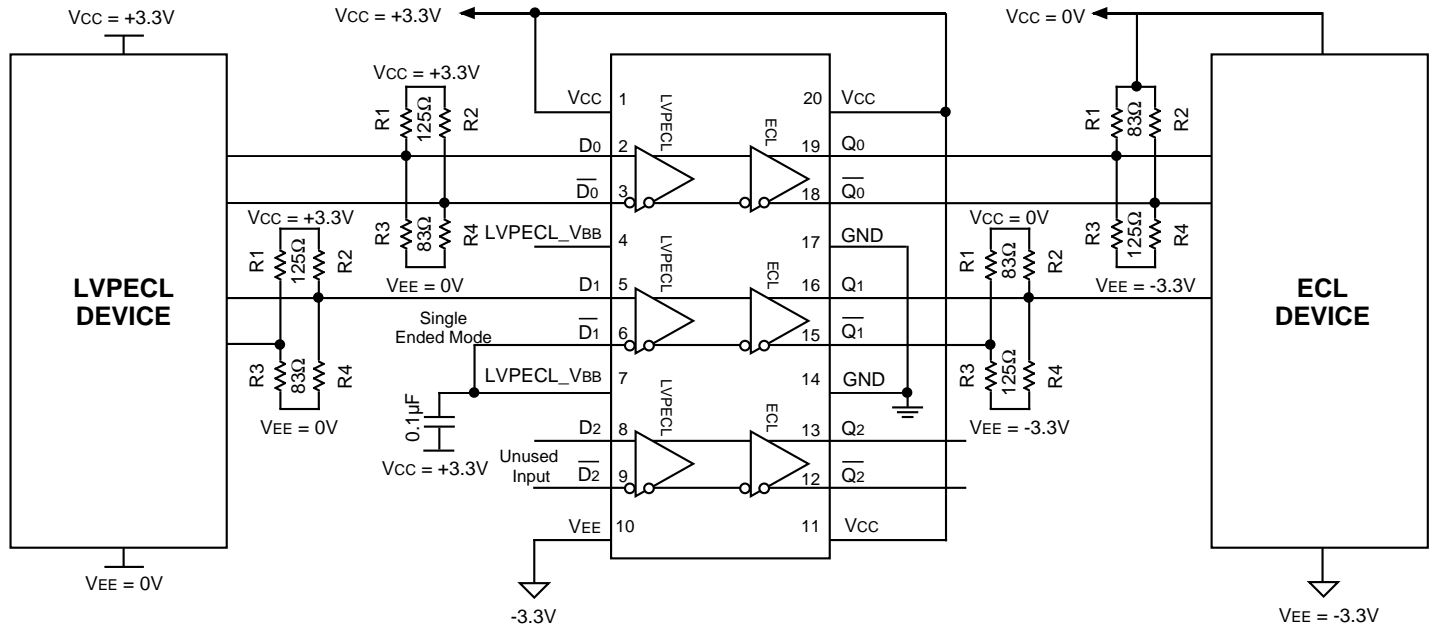 VCC = +3.3V
LVPECL
DEVICE
VEE = 0V
VCC = +3.3V
R1
125Ω
R2
R3
83Ω
R4
VEE = 0V
VCC = +3.3V
R1
125Ω
R2
R3
83Ω
R4
VEE = 0V
VCC = +3.3V
VCC
1
D0
2
D0
3
LVPECL_VBB
4
D1
5
Single
Ended Mode
D1
6
LVPECL_VBB
7
0.1µF
VCC = +3.3V
D2
8
Unused
Input
D2
9
VEE
10
-3.3V
LVPECL
ECL
LVPECL
ECL
LVPECL
ECL
20
VCC
19
Q0
18
Q0
17
GND
16
Q1
15
Q1
14
GND
13
Q2
12
Q2
11
VCC
VCC = 0V
R1
83Ω
R2
R3
125Ω
R4
VEE = -3.3V
VCC = 0V
R1
83Ω
R2
R3
125Ω
R4
VEE = -3.3V
ECL
DEVICE
VEE = -3.3V